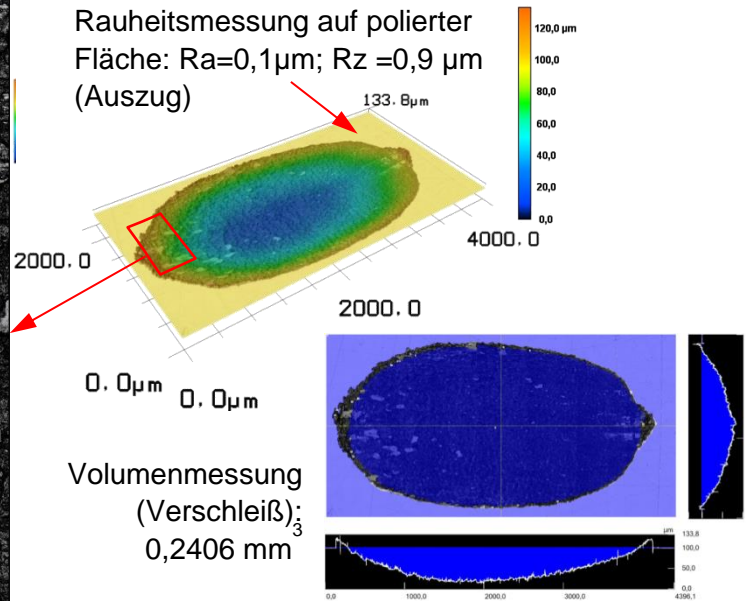 Rauheitsmessung auf polierter
Fläche: Ra=0,1µm; Rz =0,9 µm
(Auszug)
133.8µm
120,0 µm
100,0
80,0
60,0
40,0
20,0
0,0
2000.0
4000.0
2000.0
0.0µm
0.0µm
Volumenmessung
(Verschleiß):
0,2406 mm³
µm
133,8
100,0
50,0
0,0
0,0
1000,0
2000,0
3000,0
4396,1